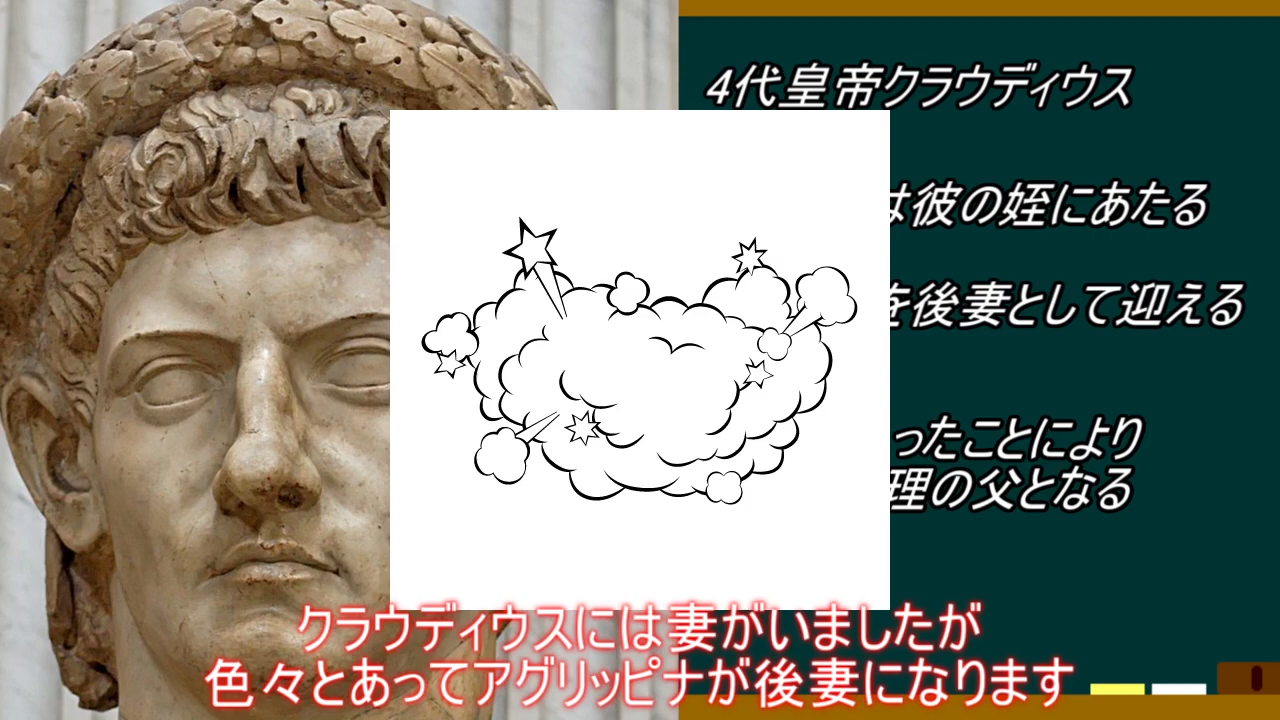 4代皇帝クラウディウス
は彼の姪にあたる
を後妻として迎える
ったことにより
理の父となる
クラウディウスには妻がいましたが
色々とあってアグリッピナが後妻になります